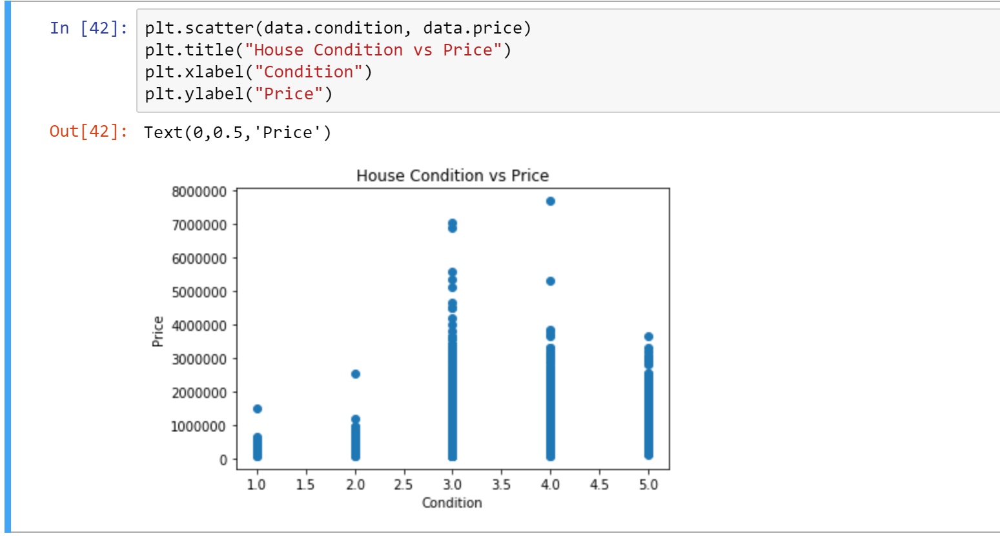 In [42]: plt.scatter(data.condition, data.price)
plt.title("House Condition vs Price")
plt.xlabel("Condition")
plt.ylabel("Price")
Out[42]: Text(0,0.5,'Price')
House Condition vs Price
8000000
7000000
6000000
5000000
4000000
3000000
2000000
1000000
0
Price
1.0 1.5 2.0 2.5 3.0 3.5 4.0 4.5 5.0
Condition